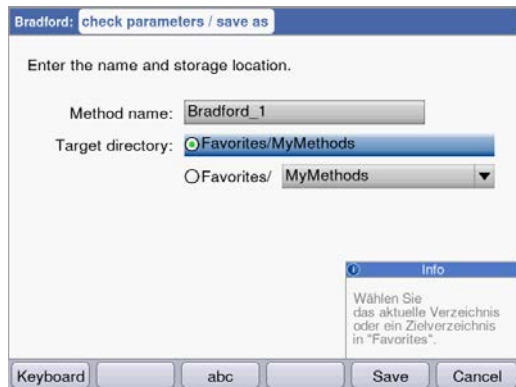 Bradford: check parameters / save as
Enter the name and storage location.
Method name: Bradford_1
Target directory: Favorites/MyMethods
Favorites/ MyMethods
Info
Wählen Sie
das aktuelle Verzeichnis
oder ein Zielverzeichnis
in "Favorites".
Keyboard abc Save Cancel